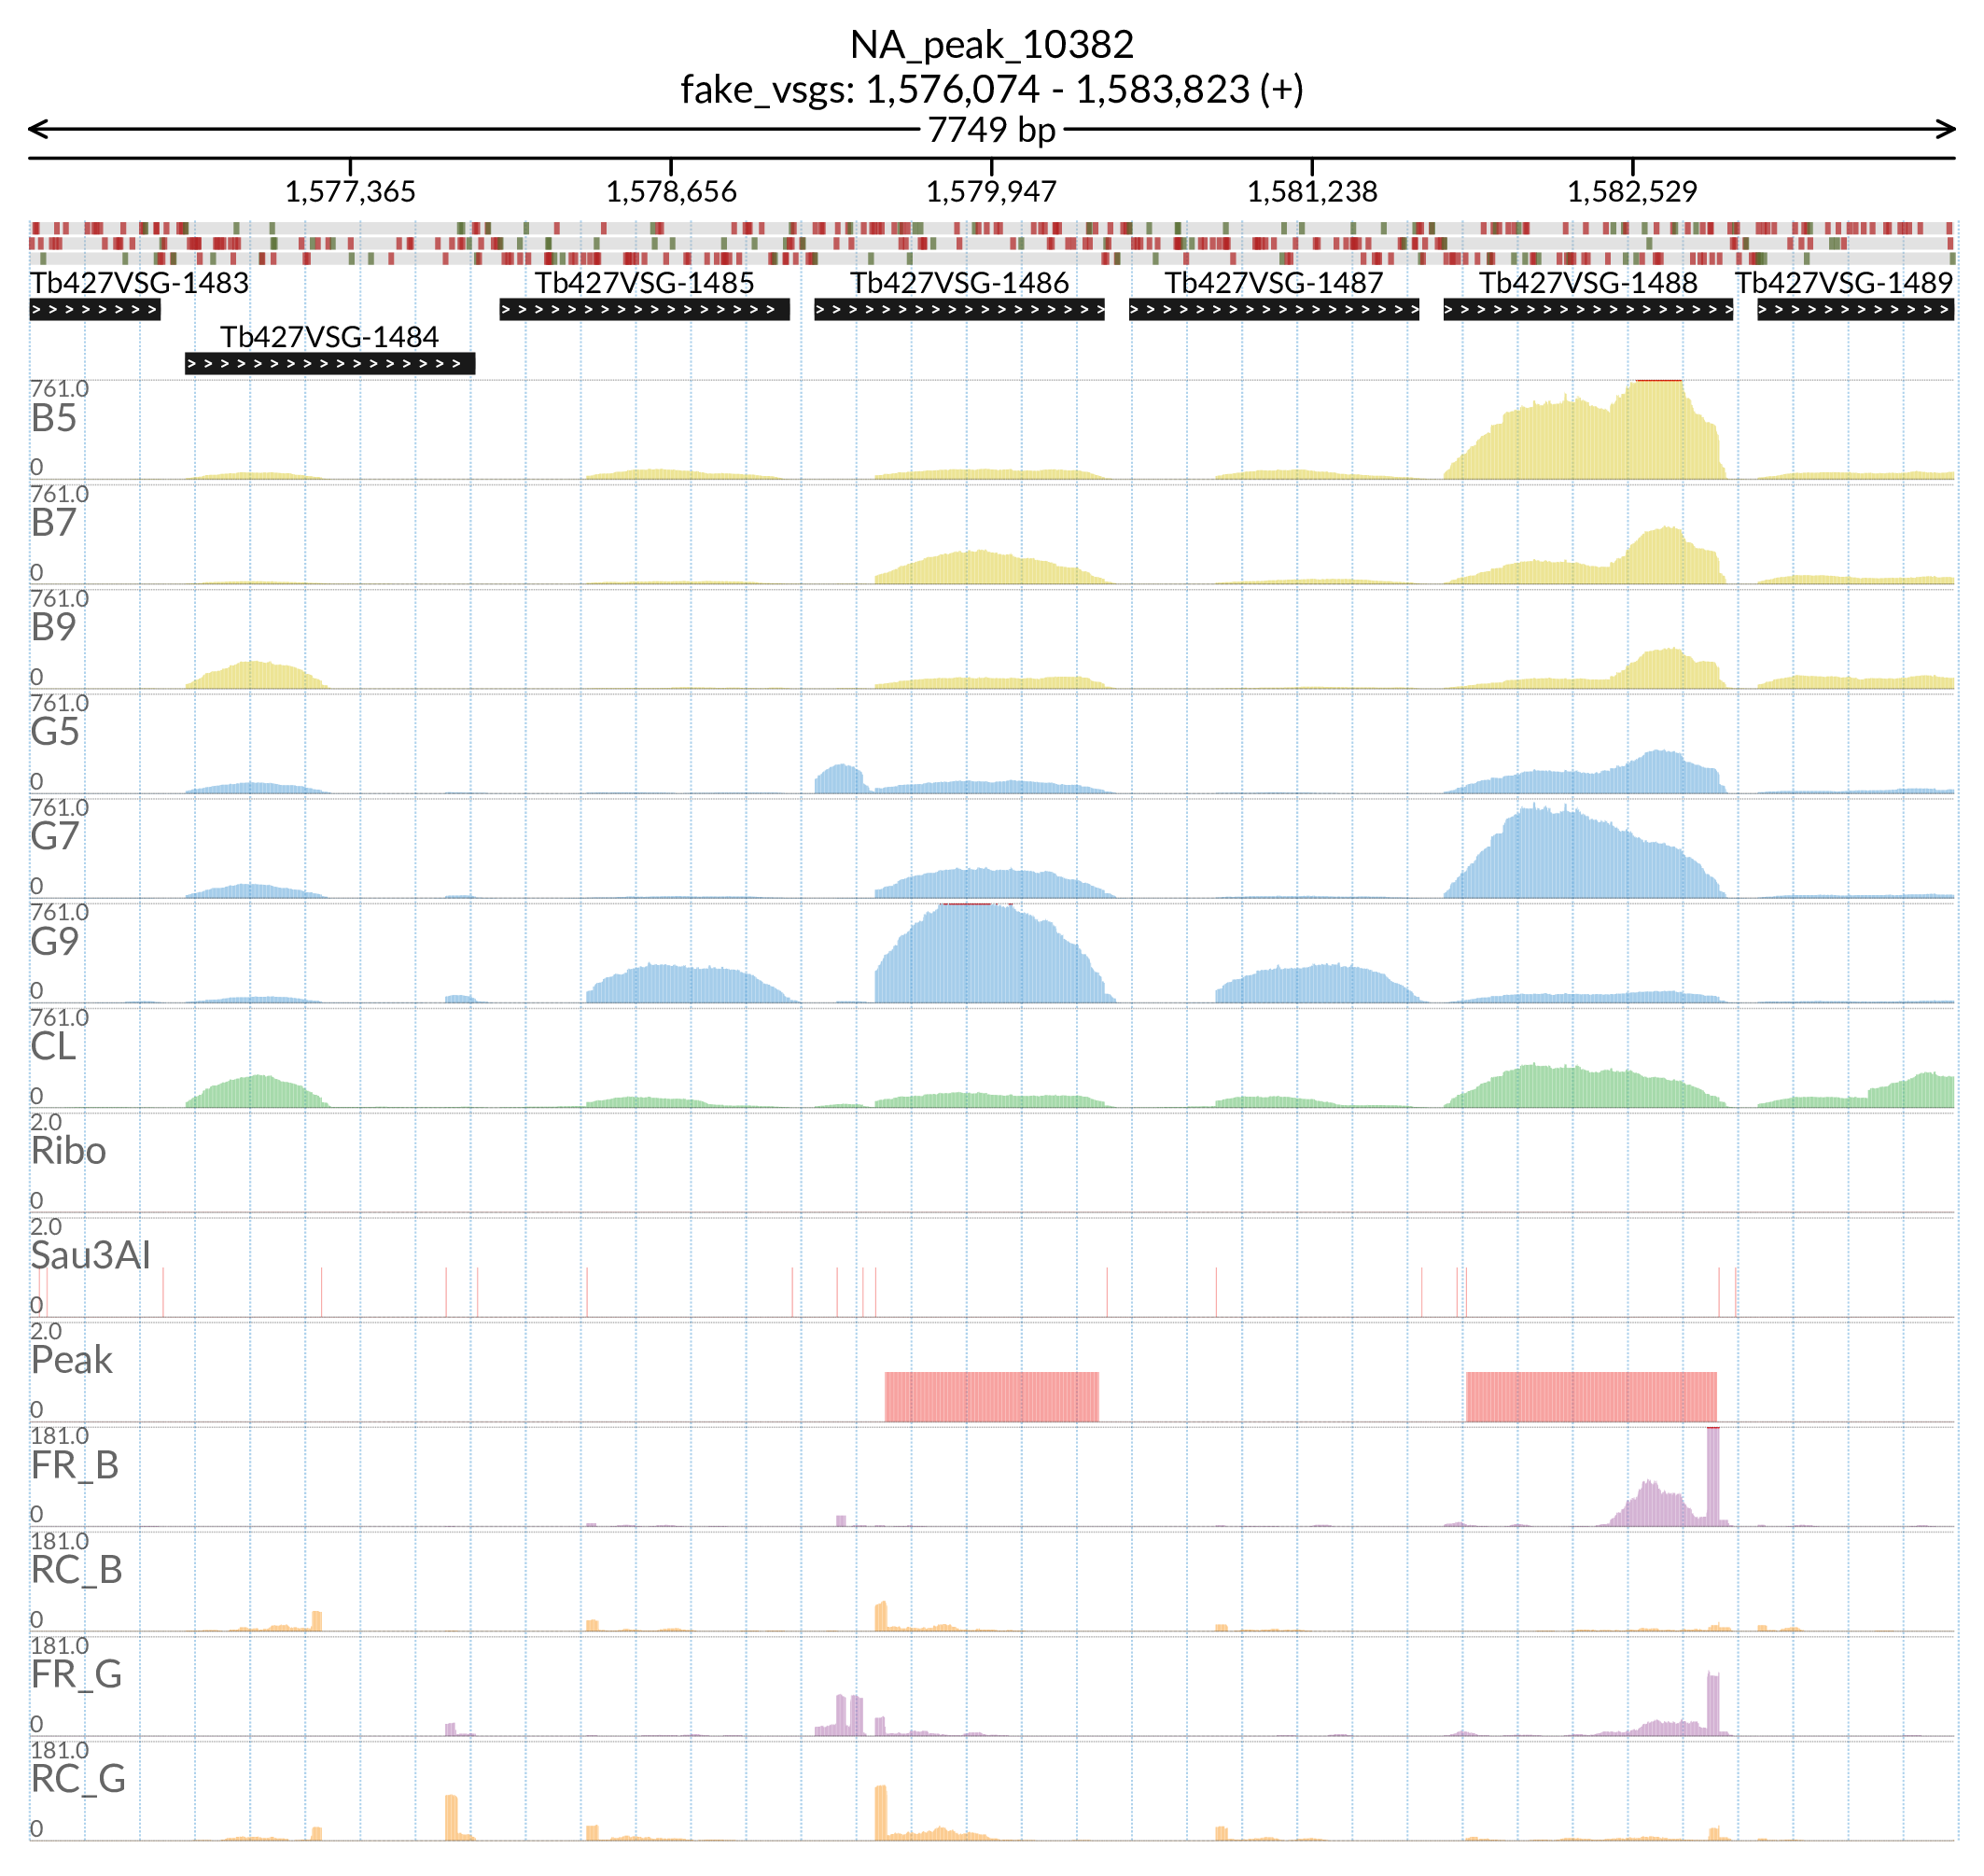 NA_peak_10382
fake_vsgs: 1,576,074 - 1,583,823 (+)
7749 bp
1,577,365 1,578,656 1,579,947 1,581,238 1,582,529
Tb427VSG-1483 Tb427VSG-1485 Tb427VSG-1486 Tb427VSG-1487 Tb427VSG-1488 Tb427VSG-1489
Tb427VSG-1484
761.0
B5
0
761.0
B7
0
761.0
B9
0
761.0
G5
0
761.0
G7
0
761.0
G9
0
761.0
CL
0
2.0
Ribo
0
2.0
Sau3AI
0
2.0
Peak
0
181.0
FR_B
0
181.0
RC_B
0
181.0
FR_G
0
181.0
RC_G
0